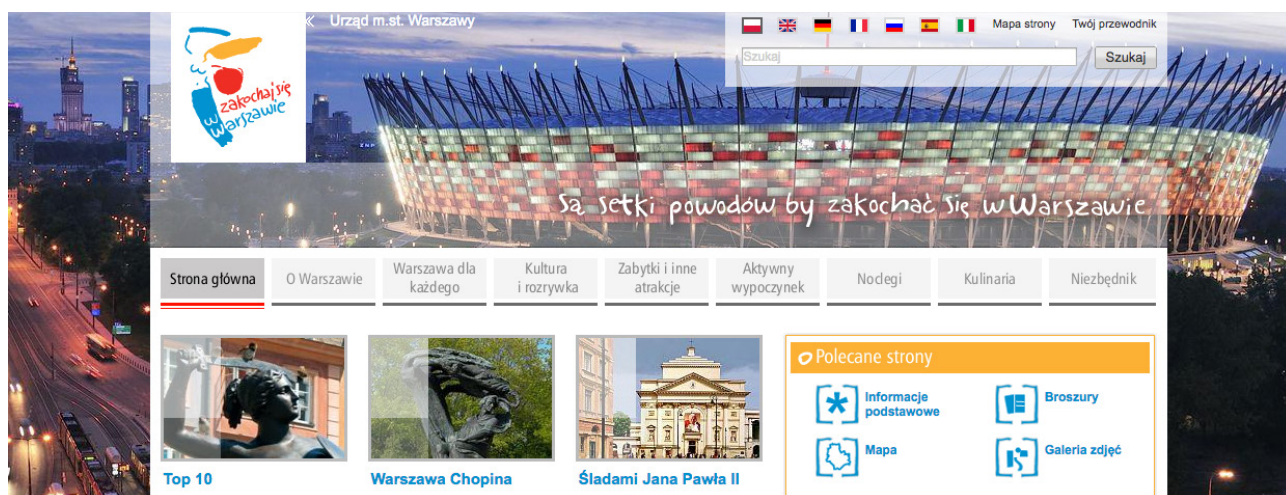 « Urząd m.st. Warszawy
Mapa strony Twój przewodnik
Szukaj Szukaj
zakochaj się
w
Warszawie
ZNP
Są setki powodów by zakochać się w Warszawie
Strona główna
O Warszawie
Warszawa dla
każdego
Kultura
i rozrywka
Zabytki i inne
atrakcje
Aktywny
wypoczynek
Noclegi
Kulinaria
Niezbędnik
Top 10
Warszawa Chopina
Śladami Jana Pawła II
Polecane strony
Informacje
podstawowe
Broszury
Mapa
Galeria zdjęć